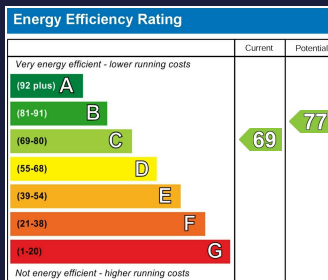 Energy Efficiency Rating
Current Potential
Very energy efficient - lower running costs
(92 plus) A
(81-91) B
77
(69-80) C 69
(55-68) D
(39-54) E
(21-38) F
(1-20) G
Not energy efficient - higher running costs